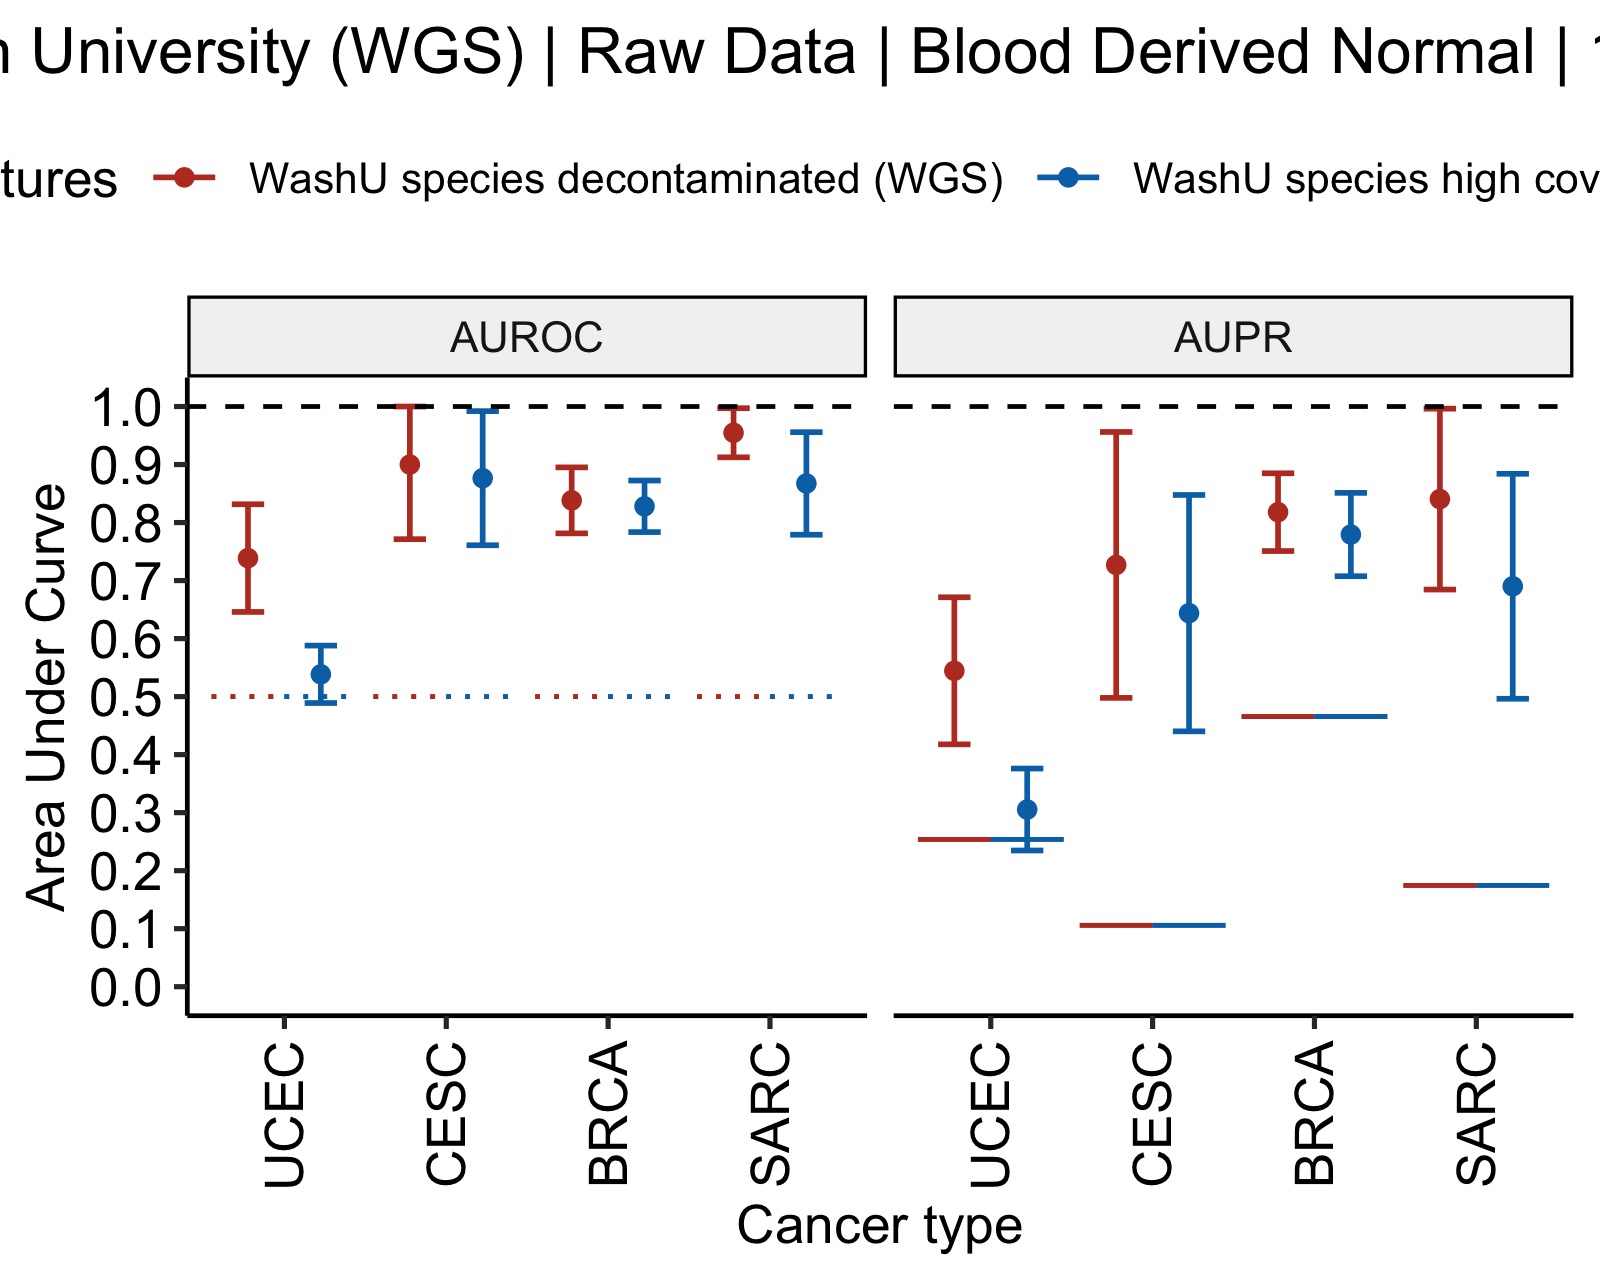 University (WGS) | Raw Data | Blood Derived Normal |
tures WashU species decontaminated (WGS) WashU species high cov
AUROC AUPR
Area Under Curve
1.0
0.9
0.8
0.7
0.6
0.5
0.4
0.3
0.2
0.1
0.0
UCEC CESC BRCA SARC UCEC CESC BRCA SARC
Cancer type